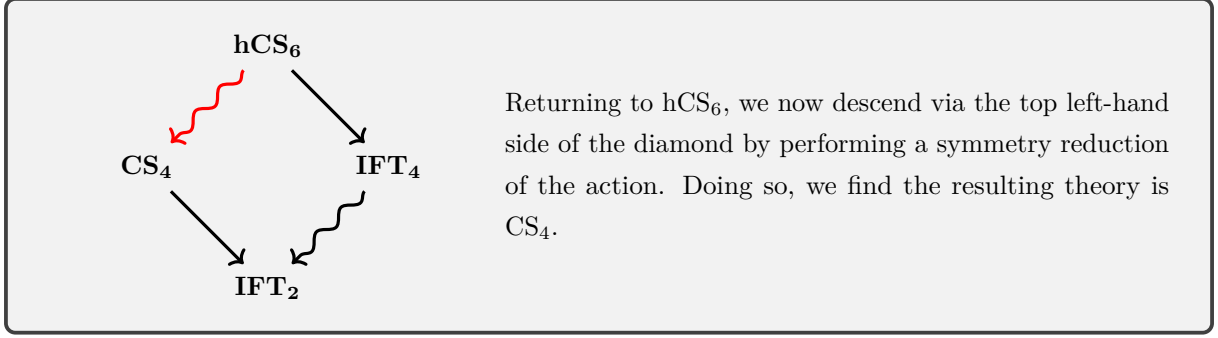 hCS₆
CS₄
IFT₄
IFT₂
Returning to hCS₆, we now descend via the top left-hand
side of the diamond by performing a symmetry reduction
of the action. Doing so, we find the resulting theory is
CS₄.